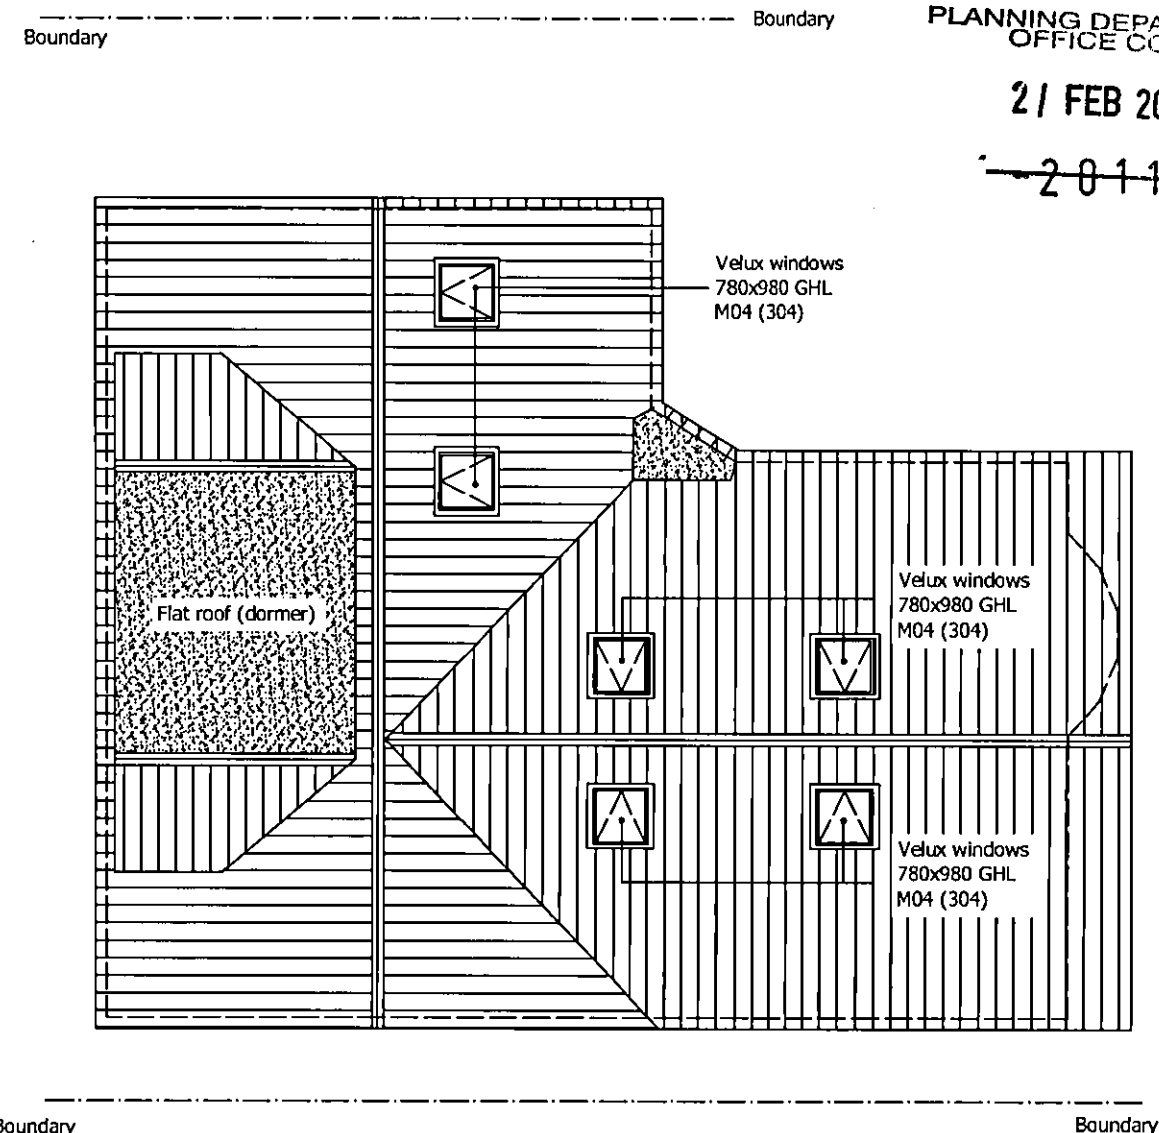 Boundary
Boundary
PLANNING DEPA
OFFICE CO
21 FEB 20
2011
Velux windows
780x980 GHL
M04 (304)
Velux windows
780x980 GHL
M04 (304)
Flat roof (dormer)
Velux windows
780x980 GHL
M04 (304)
Boundary
Boundary